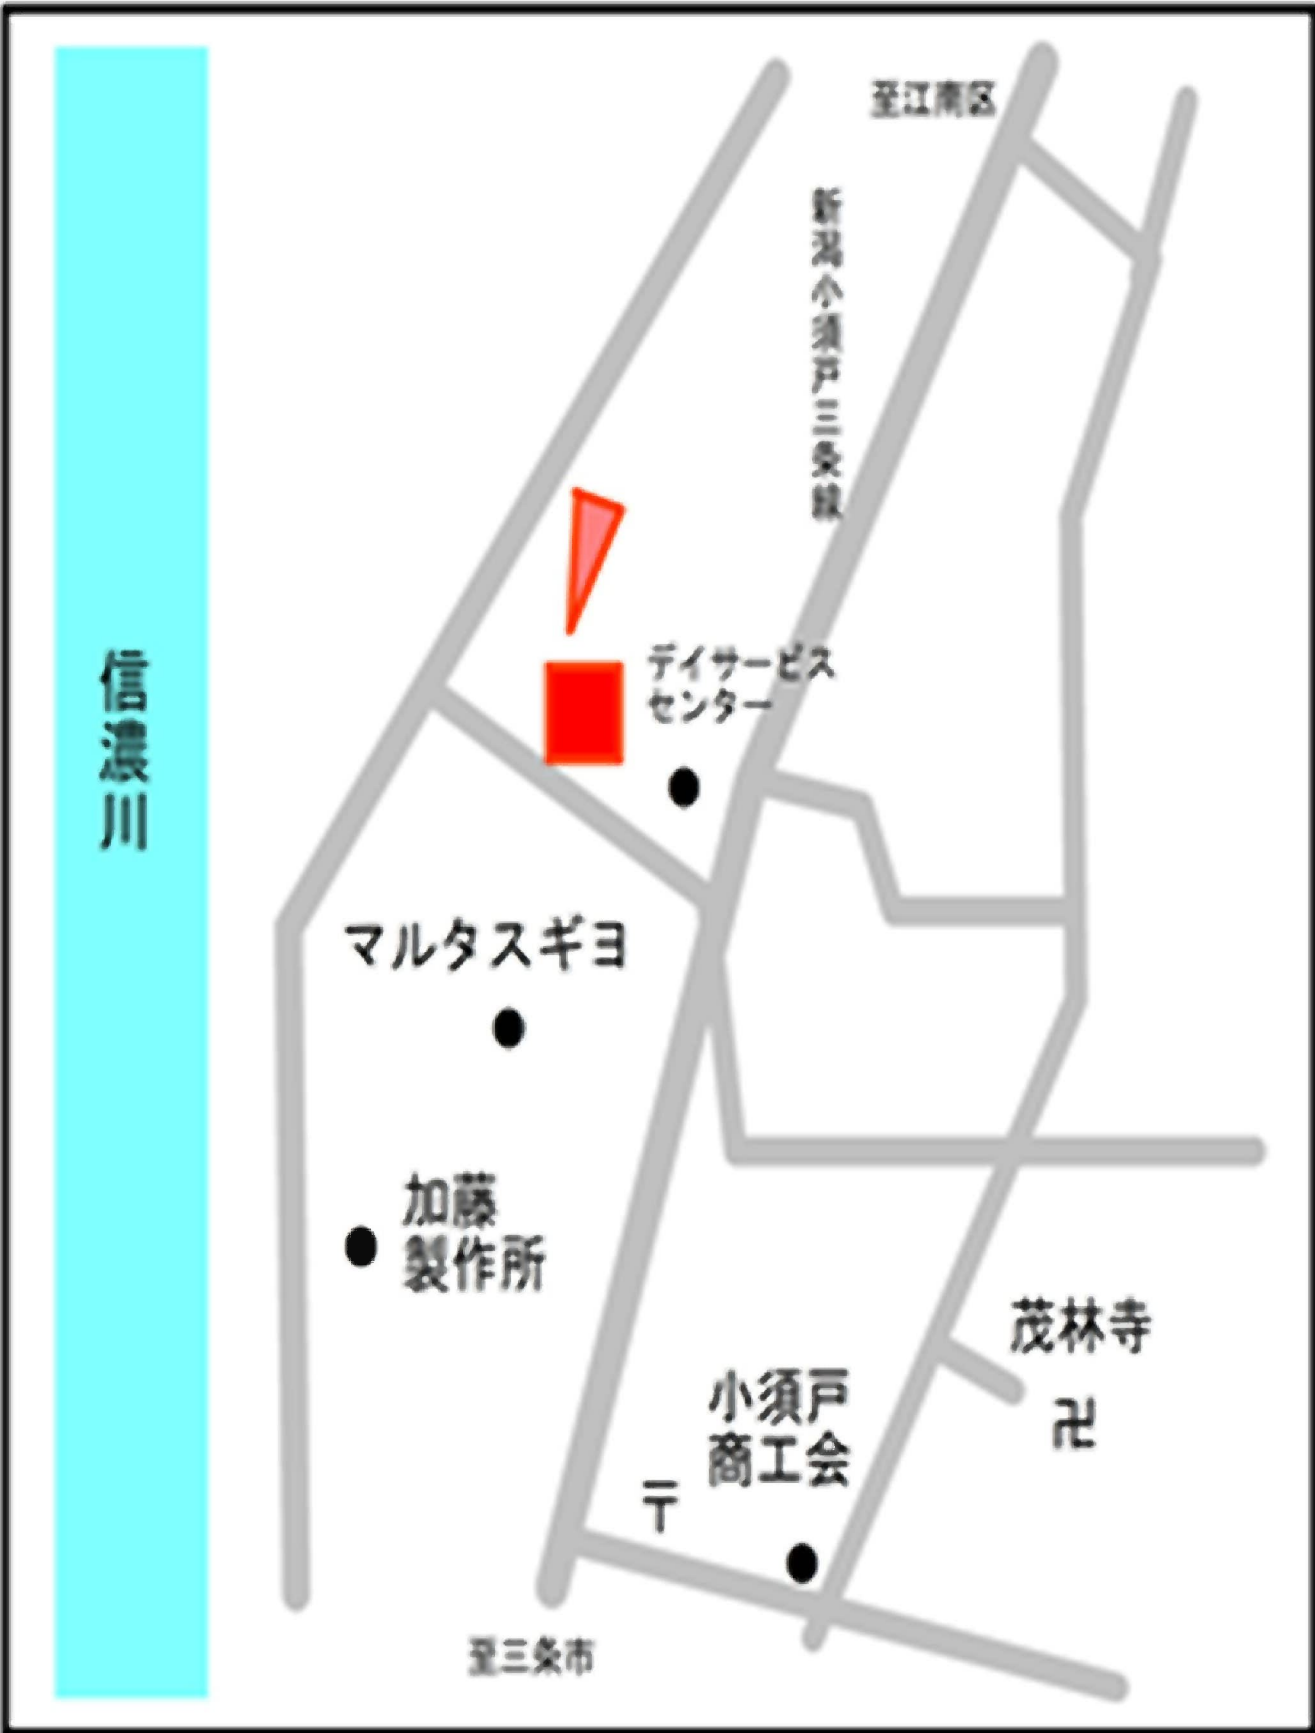 至江南区
新潟小須戸三条線
デイサービス
センター
信濃川
マルタスギヨ
加藤
製作所
茂林寺
卍
小須戸
商工会
〒
至三条市